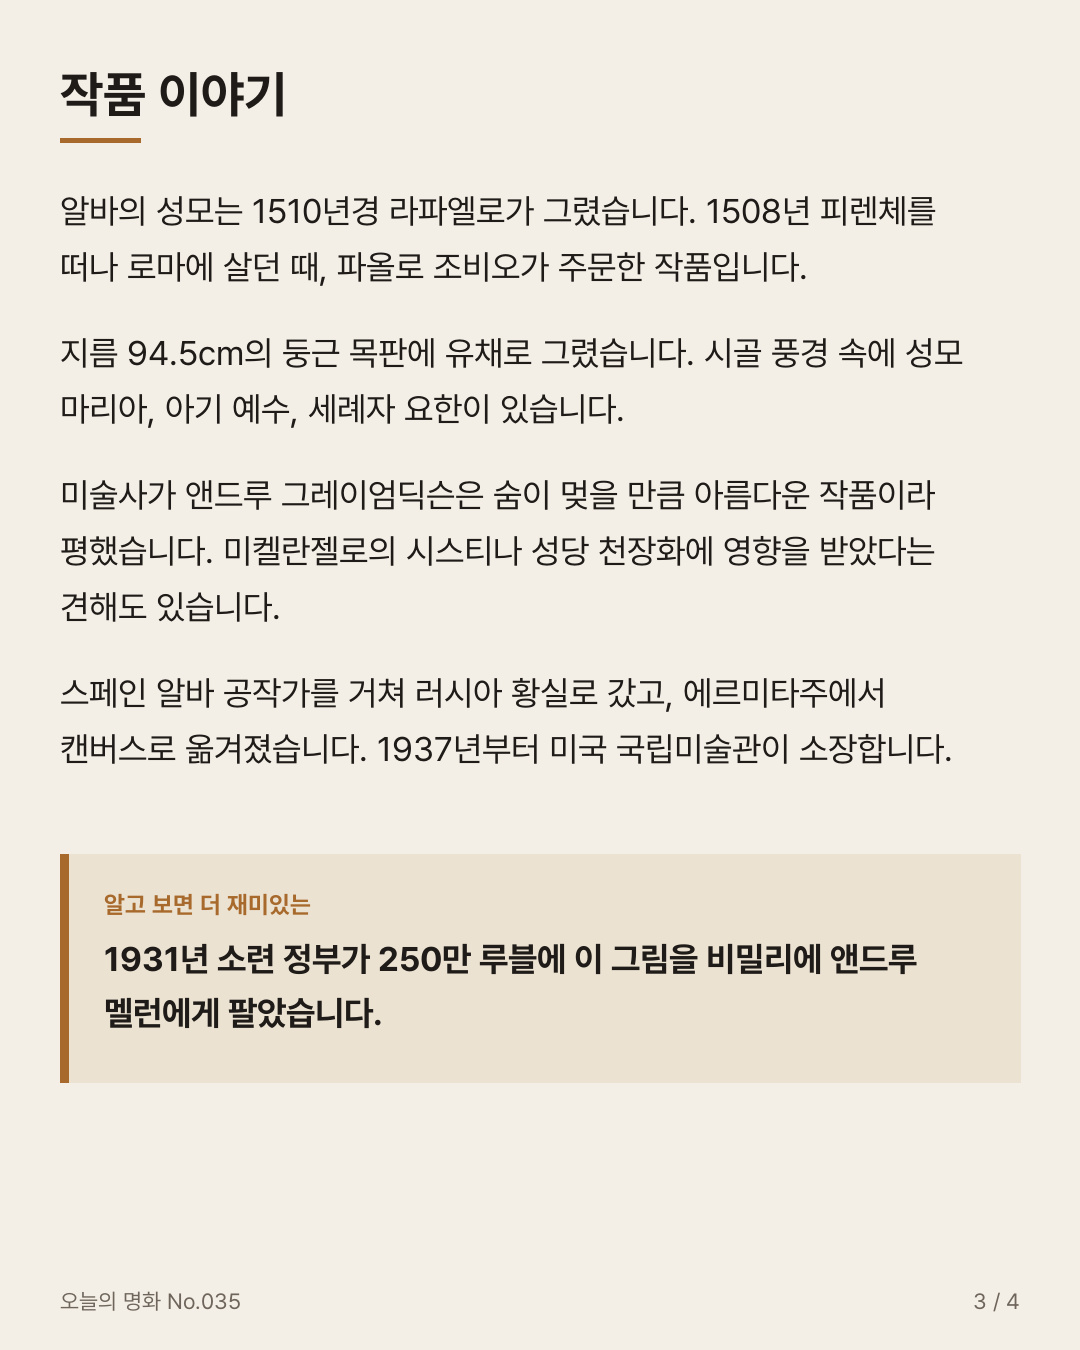 작품 이야기
알바의 성모는 1510년경 라파엘로가 그렸습니다. 1508년 피렌체를
떠나 로마에 살던 때, 파올로 조비오가 주문한 작품입니다.
지름 94.5cm의 둥근 목판에 유채로 그렸습니다. 시골 풍경 속에 성모
마리아, 아기 예수, 세례자 요한이 있습니다.
미술사가 앤드루 그레이엄딕슨은 숨이 멎을 만큼 아름다운 작품이라
평했습니다. 미켈란젤로의 시스티나 성당 천장화에 영향을 받았다는
견해도 있습니다.
스페인 알바 공작가를 거쳐 러시아 황실로 갔고, 에르미타주에서
캔버스로 옮겨졌습니다. 1937년부터 미국 국립미술관이 소장합니다.
알고 보면 더 재미있는
1931년 소련 정부가 250만 루블에 이 그림을 비밀리에 앤드루
멜런에게 팔았습니다.
오늘의 명화 No.035
3 / 4